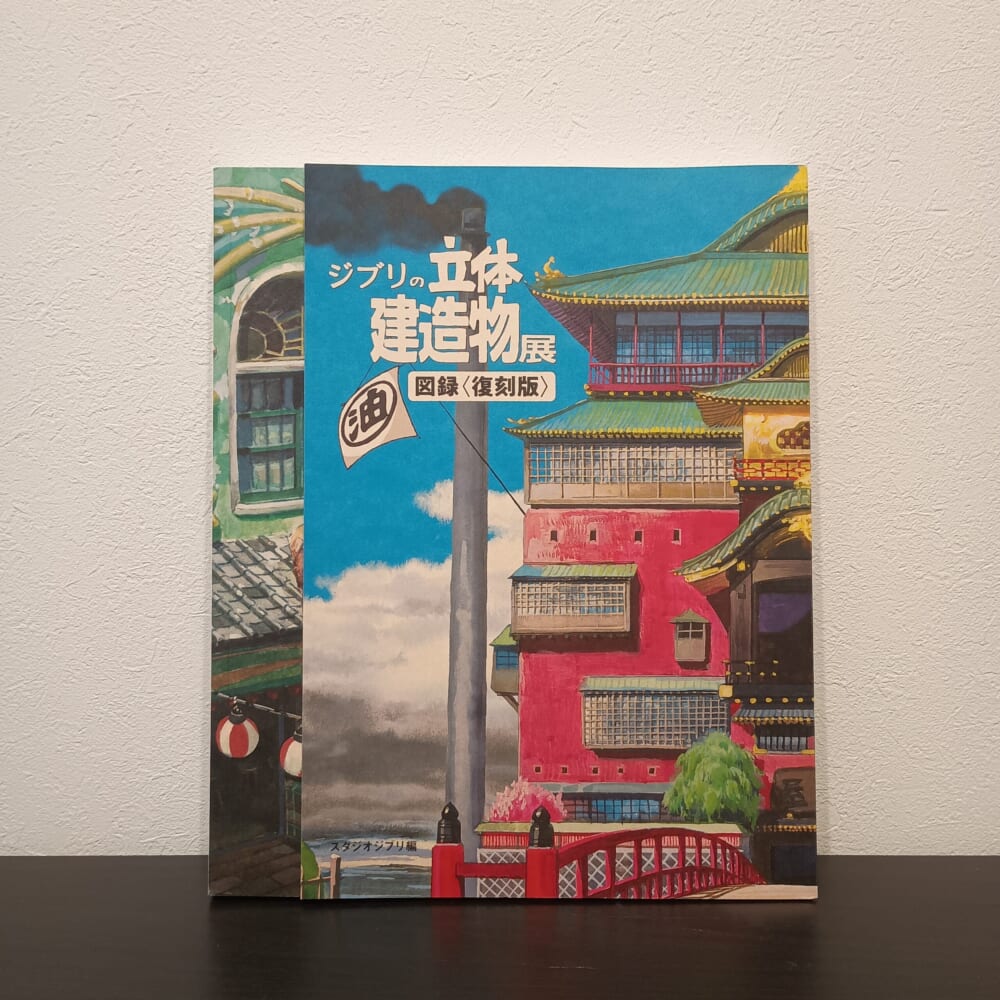 ジブリの立体
建造物展
図録〈復刻版〉
油
スタジオジブリ編